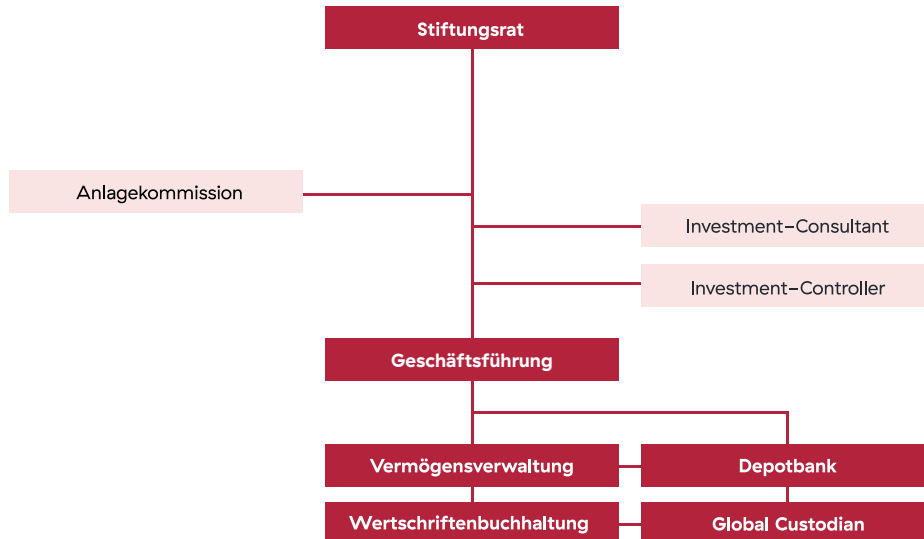 Stiftungsrat
Anlagekommission
Investment-Consultant
Investment-Controller
Geschäftsführung
Vermögensverwaltung
Depotbank
Wertschriftenbuchhaltung
Global Custodian